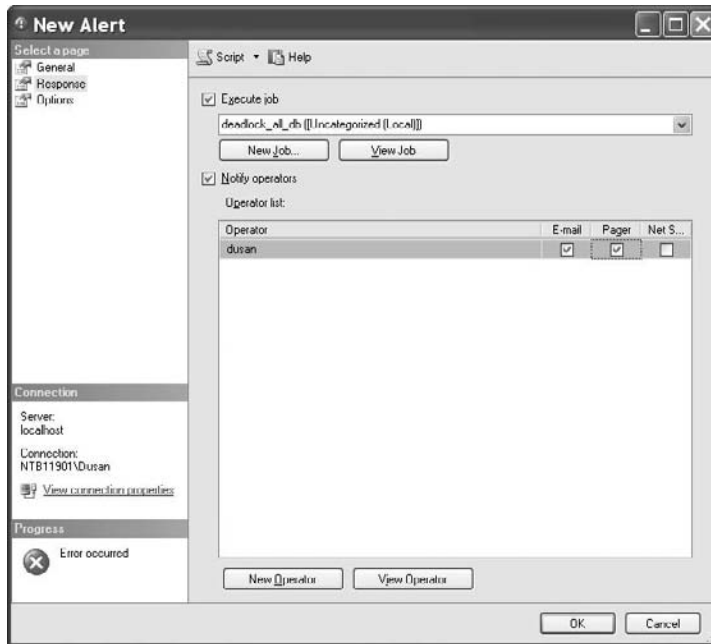 New Alert
Select a page
General
Response
Options
Script
Help
Execute job
deadlock_all_db ([Uncategorized (Local)])
New Job...
View Job
Notify operators
Operator list:
Operator E-mail Pager Net S...
dusan
Connection
Server:
localhost
Connection:
NTB11901\Dusan
View connection properties
Progress
Error occurred
New Operator
View Operator
OK
Cancel